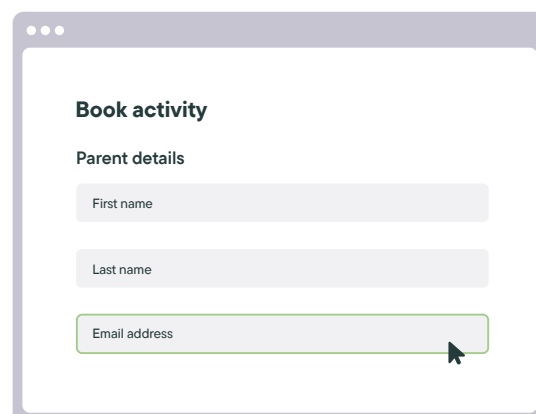 Book activity
Parent details
First name
Last name
Email address